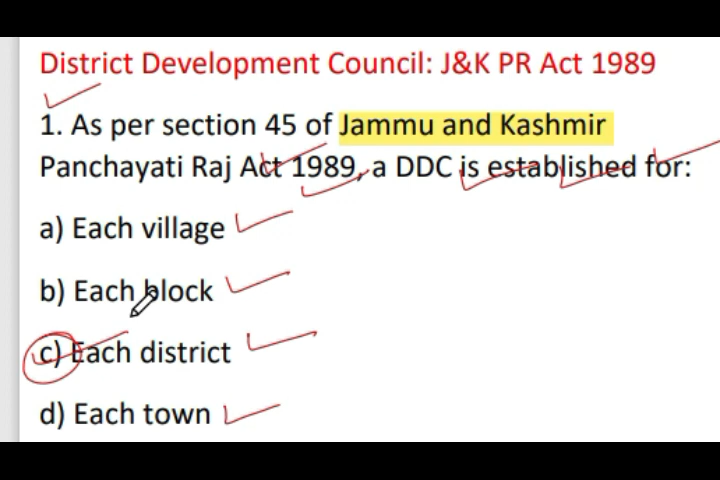 District Development Council: J&K PR Act 1989
1. As per section 45 of Jammu and Kashmir
Panchayati Raj Act 1989, a DDC is established for:
a) Each village
b) Each block
c) Each district
d) Each town